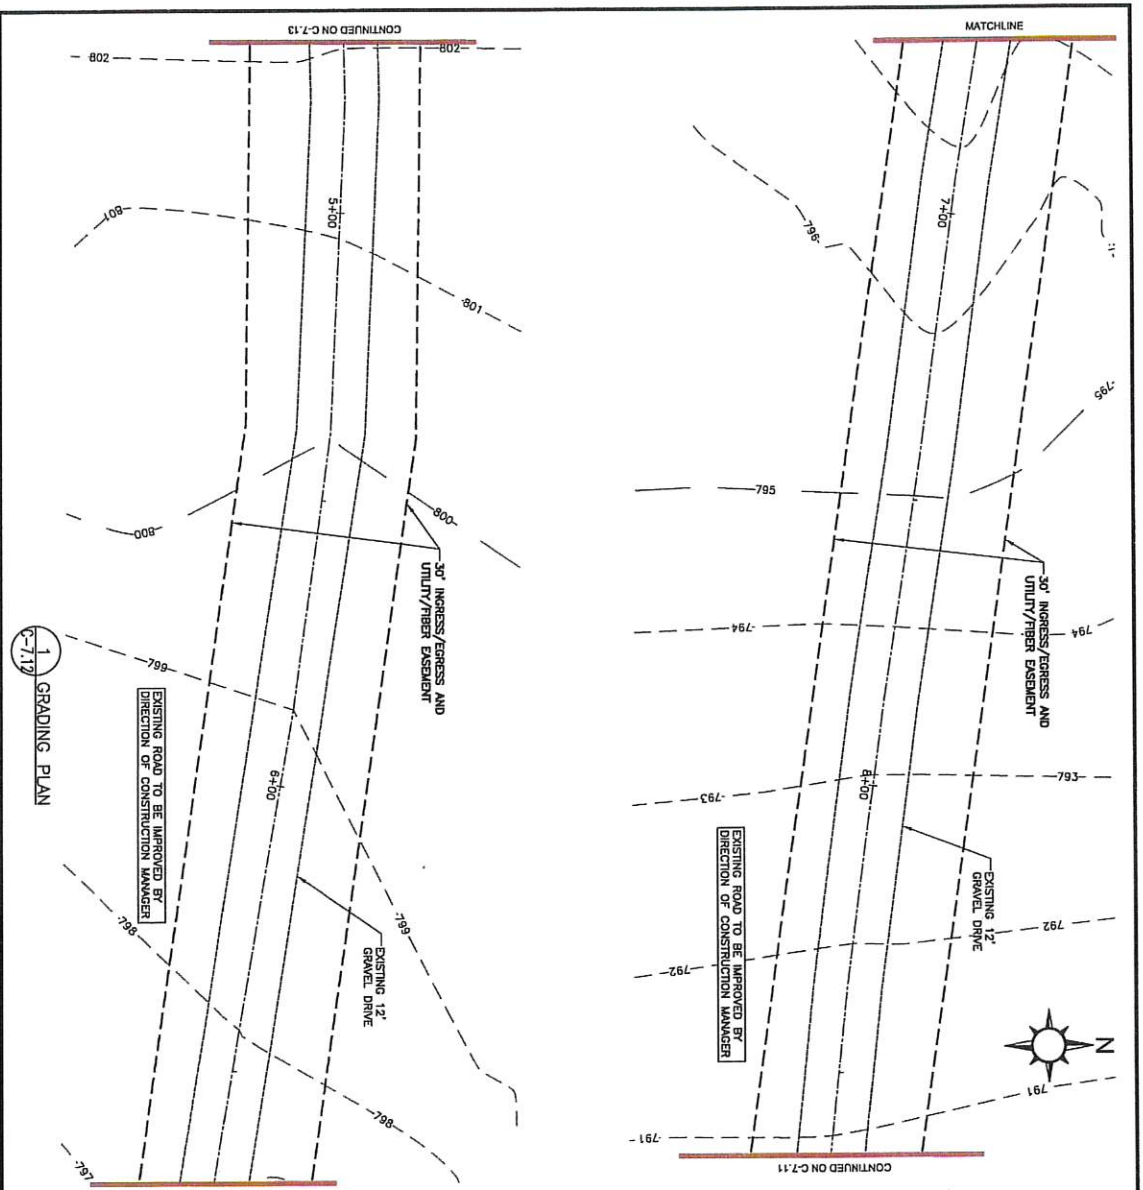 CONTINUED ON C-7.13
MATCHLINE
802
802
801
801
5+00
800
800
30' INGRESS/EGRESS AND
UTILITY/FIBER EASEMENT
799
799
6+00
EXISTING ROAD TO BE IMPROVED BY
DIRECTION OF CONSTRUCTION MANAGER
EXISTING 12'
GRAVEL DRIVE
798
798
797
1
C-7.12
GRADING PLAN
7+00
796
795
795
30' INGRESS/EGRESS AND
UTILITY/FIBER EASEMENT
794
794
8+00
793
793
EXISTING ROAD TO BE IMPROVED BY
DIRECTION OF CONSTRUCTION MANAGER
EXISTING 12'
GRAVEL DRIVE
792
792
N
791
791
CONTINUED ON C-7.11